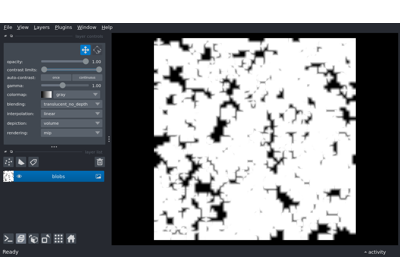 File View Layers Plugins Window Help
opacity: 1.00
contrast limits:
auto-contrast: once continuous
gamma: 1.00
colormap: gray
blending: translucent_no_depth
interpolation: linear
depiction: volume
rendering: mip
blobs
Ready activity